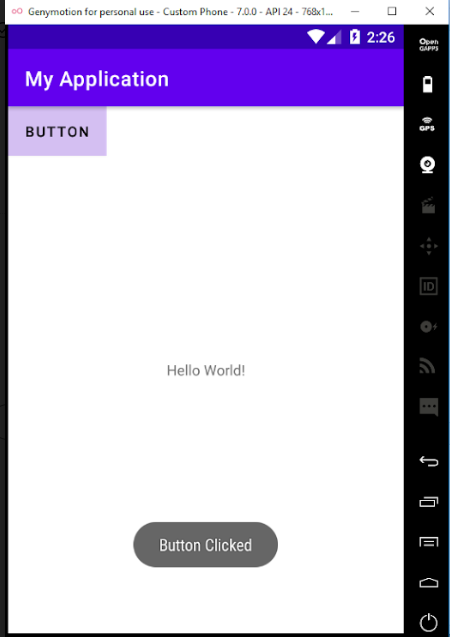 Genymotion for personal use - Custom Phone - 7.0.0 - API 24 - 768x1...
2:26
Open
GAPPS
My Application
BUTTON
GPS
ID
Hello World!
Button Clicked